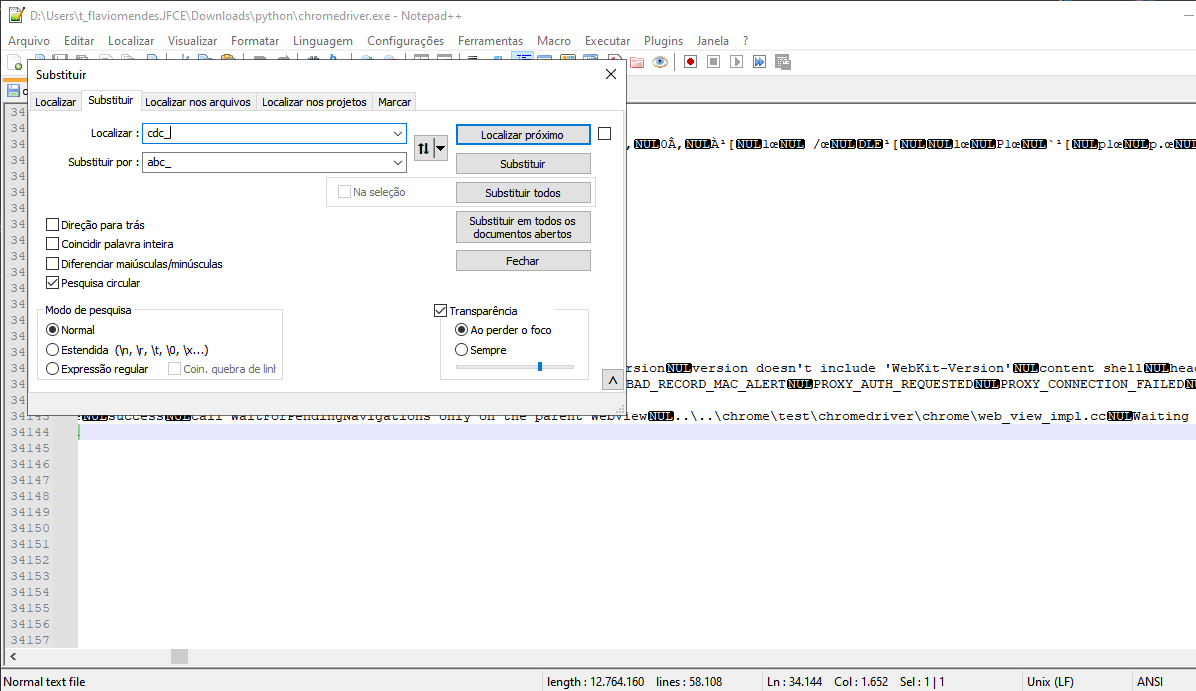 D:\Users\t_flaviomendes.JFCE\Downloads\python\chromedriver.exe - Notepad++
Arquivo Editar Localizar Visualizar Formatar Linguagem Configurações Ferramentas Macro Executar Plugins Janela ?
Substituir
Localizar Substituir Localizar nos arquivos Localizar nos projetos Marcar
Localizar : cdc_ Localizar próximo
Substituir por : abc_ Substituir
Na seleção Substituir todos
Substituir em todos os
documentos abertos
Fechar
Direção para trás
Coincidir palavra inteira
Diferenciar maiúsculas/minúsculas
Pesquisa circular
Modo de pesquisa
Normal
Estendida (\n, \r, \t, \0, \x...)
Expressão regular Coin. quebra de linl
Transparência
Ao perder o foco
Sempre
,NUL0Â,NULÀ¹[NULlœNUL /œNULDLE¹[NULNULlœNULPlœNUL`¹[NULplœNULp.œNUL
rsionNULversion doesn't include 'WebKit-Version'NULcontent shellNULhead
BAD_RECORD_MAC_ALERTNULPROXY_AUTH_REQUESTEDNULPROXY_CONNECTION_FAILED
34143 NULsuccessNULCall WaitForPendingNavigations only on the parent WebViewNUL..\..\chrome\test\chromedriver\chrome\web_view_impl.ccNULWaiting
34144
34145
34146
34147
34148
34149
34150
34151
34152
34153
34154
34155
34156
34157
Normal text file length : 12.764.160 lines : 58.108 Ln : 34.144 Col : 1.652 Sel : 1 | 1 Unix (LF) ANSI